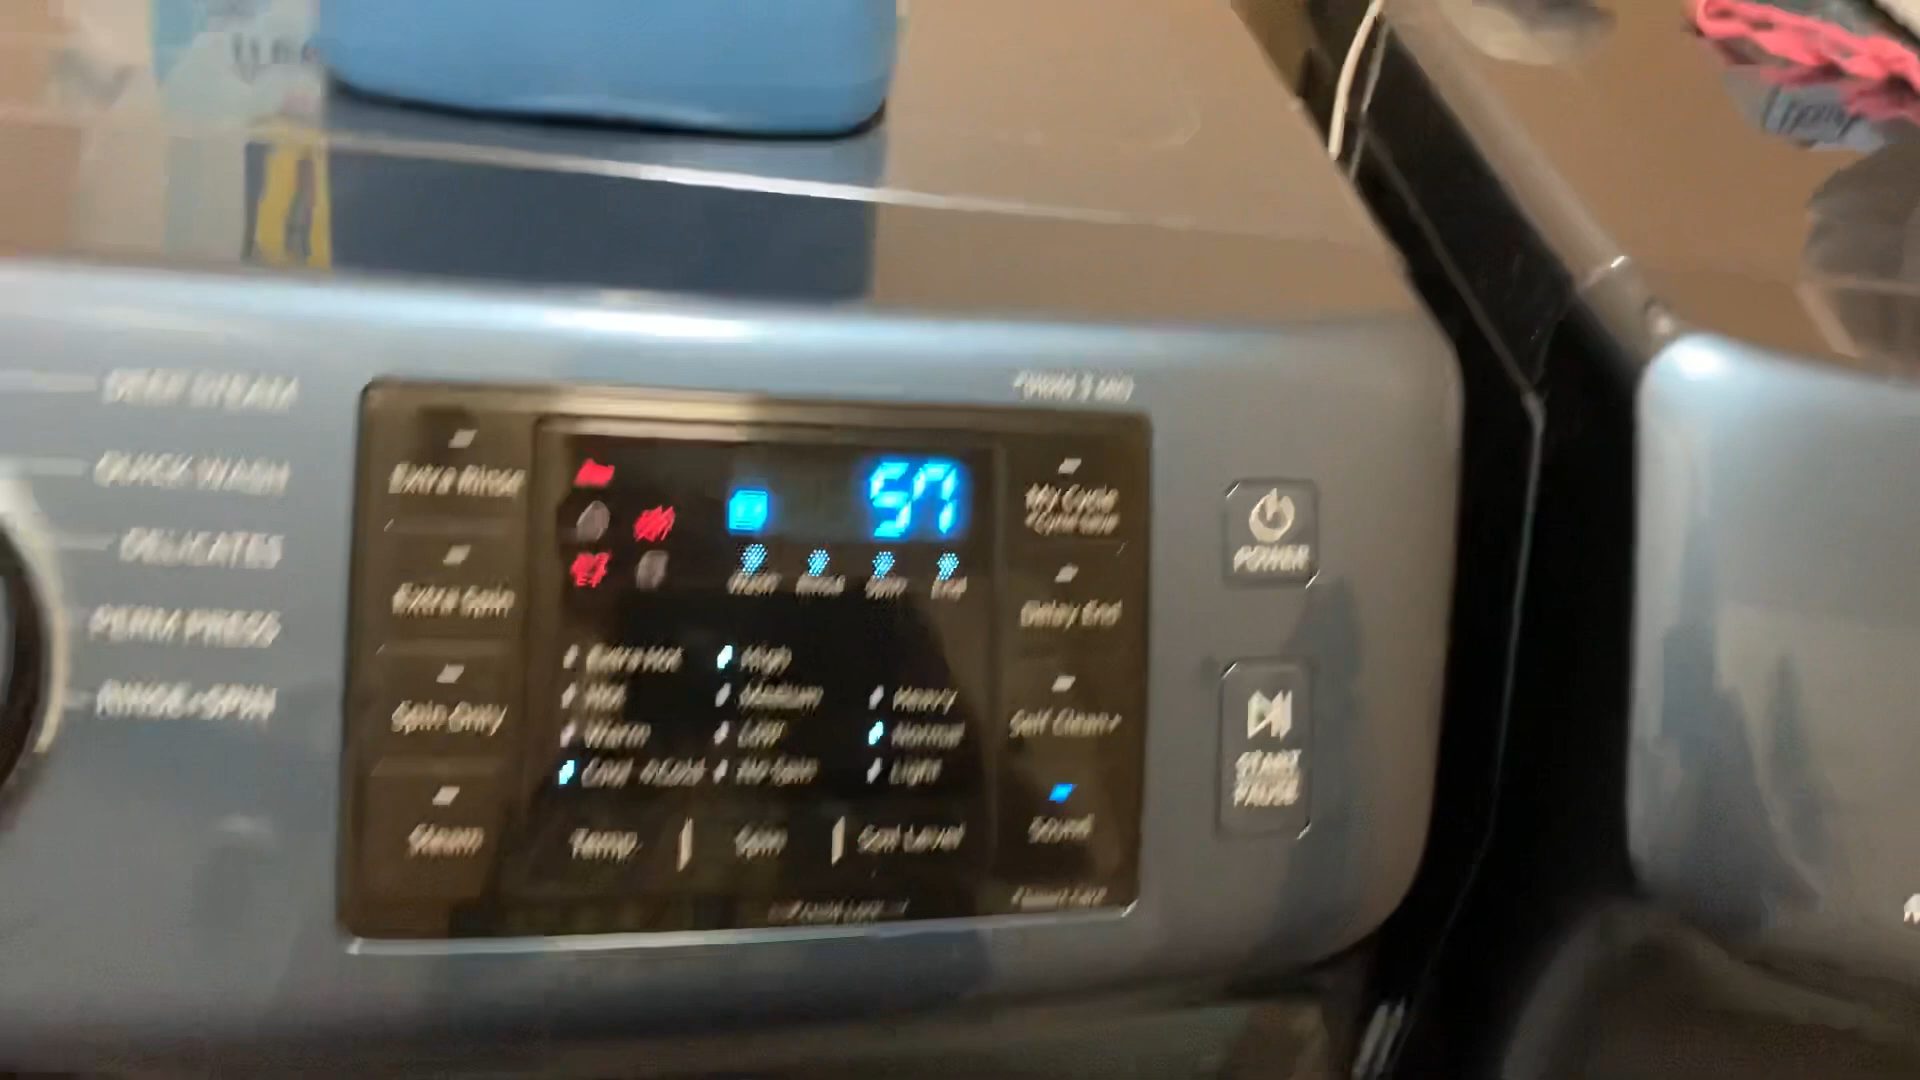 DEEP STEAM
QUICK WASH
DELICATES
PERM PRESS
RINSE+SPIN
Extra Rinse
Extra Spin
Spin Only
Steam
57
Wash Rinse Spin End
Extra Hot High
Hot Medium Heavy
Warm Low Normal
Cool /Cold No Spin Light
Temp Spin Soil Level
My Cycle
Delay End
Self Clean+
Sound
POWER
START
PAUSE